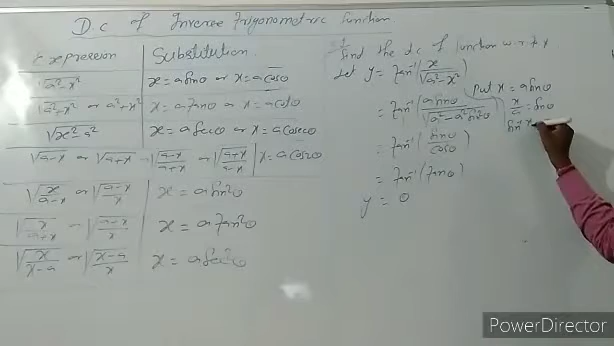 D.C of Inverse Trigonometric function
Expression Substitution
√a²-x² x = a sinθ or x = a cosθ
√a²+x² or a²+x² x = a Tanθ or x = a cotθ
√x²-a² x = a secθ or x = a cosecθ
√a-x or √a+x or √(a-x/a+x) or √(a+x/a-x) x = a cosθ
√(x/a-x) or √(a-x/x) x = a sin²θ
√(x/a+x) - √(a+x/x) x = a Tan²θ
√(x/x-a) or √(x-a/x) x = a sec²θ
Find the d.c of function w.r.t x
Let y = Tan⁻¹(x/√a²-x²)
Put x = a sinθ
= Tan⁻¹(a sinθ/√a²-a²sin²θ) x/a = sinθ
= Tan⁻¹(sinθ/cosθ)
= Tan⁻¹(Tanθ)
y = θ
PowerDirector